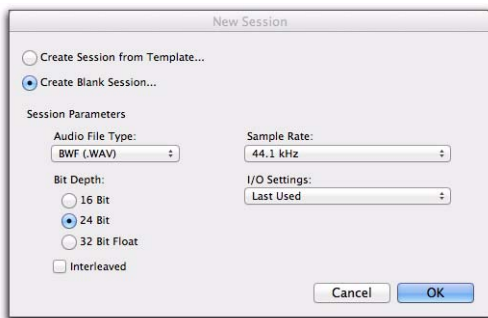 New Session
Create Session from Template...
Create Blank Session...
Session Parameters
Audio File Type:
BWF (.WAV)
Sample Rate:
44.1 kHz
Bit Depth:
16 Bit
24 Bit
32 Bit Float
I/O Settings:
Last Used
Interleaved
Cancel
OK